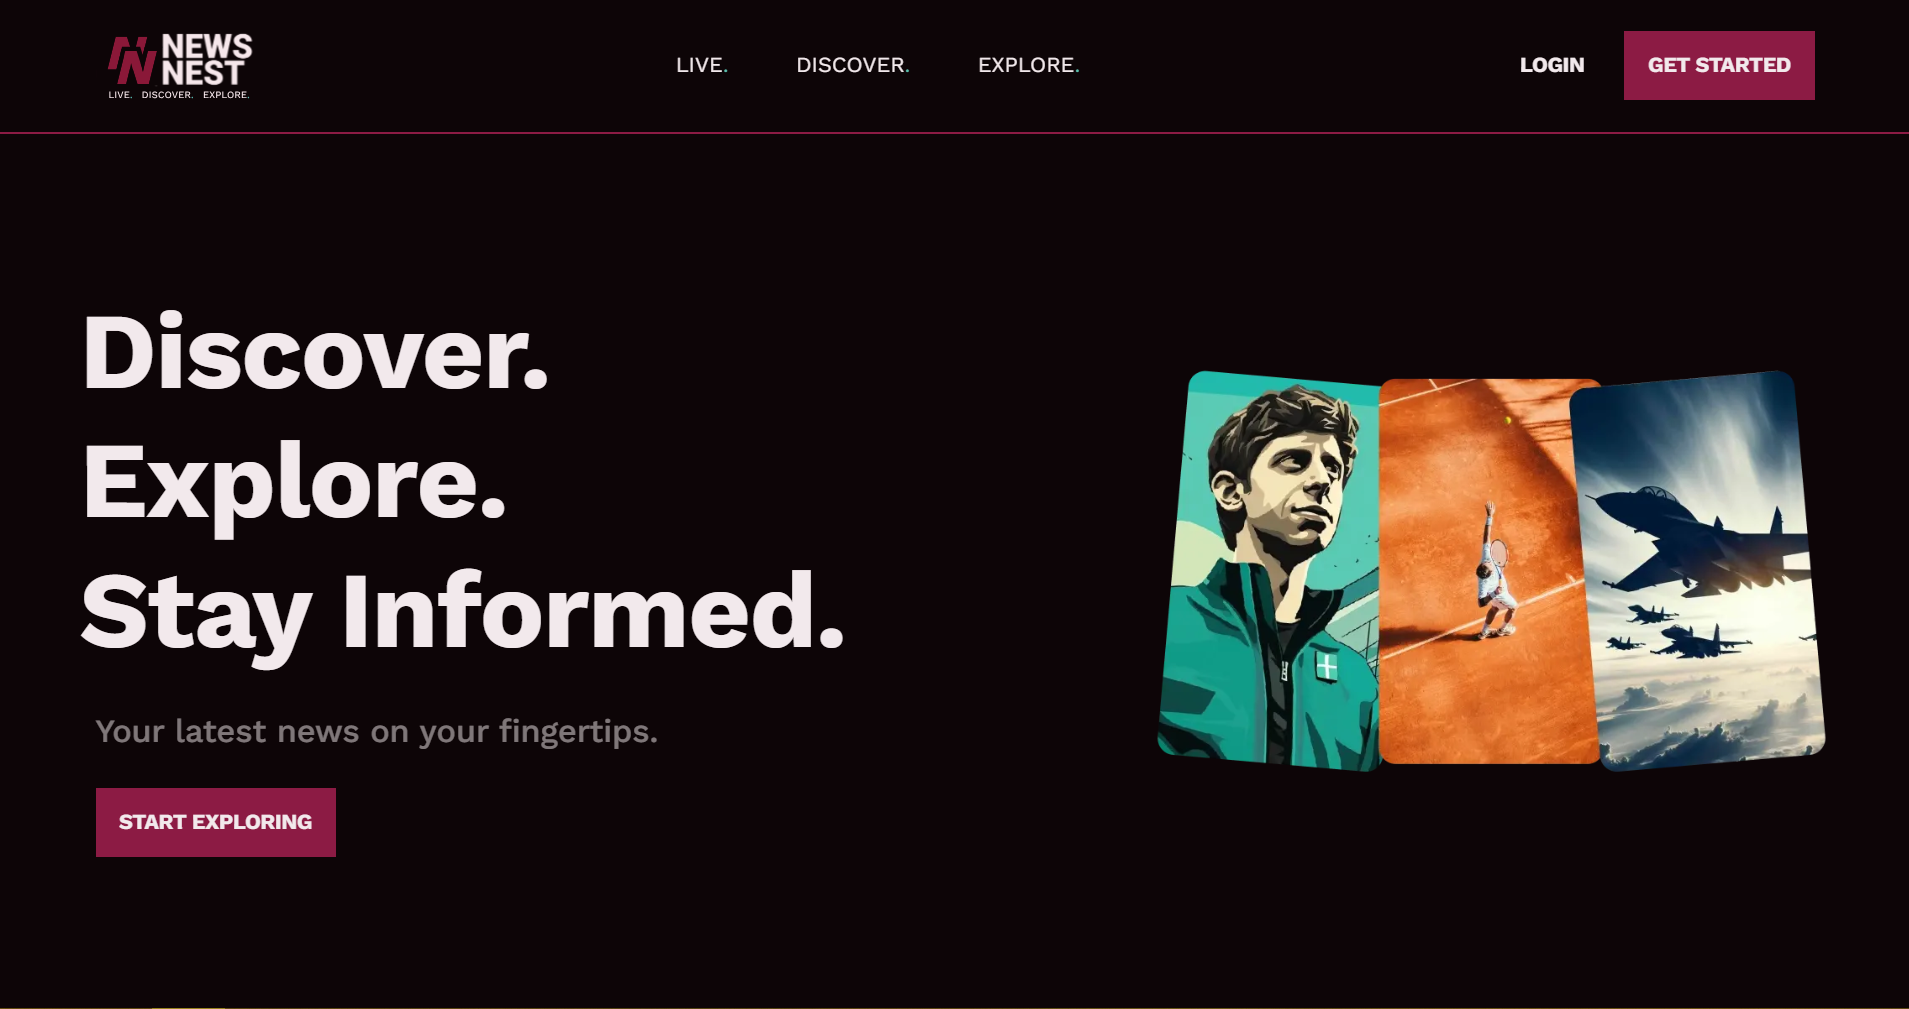 NEWS
NEST
LIVE. DISCOVER. EXPLORE.
LIVE. DISCOVER. EXPLORE.
LOGIN
GET STARTED
Discover.
Explore.
Stay Informed.
Your latest news on your fingertips.
START EXPLORING